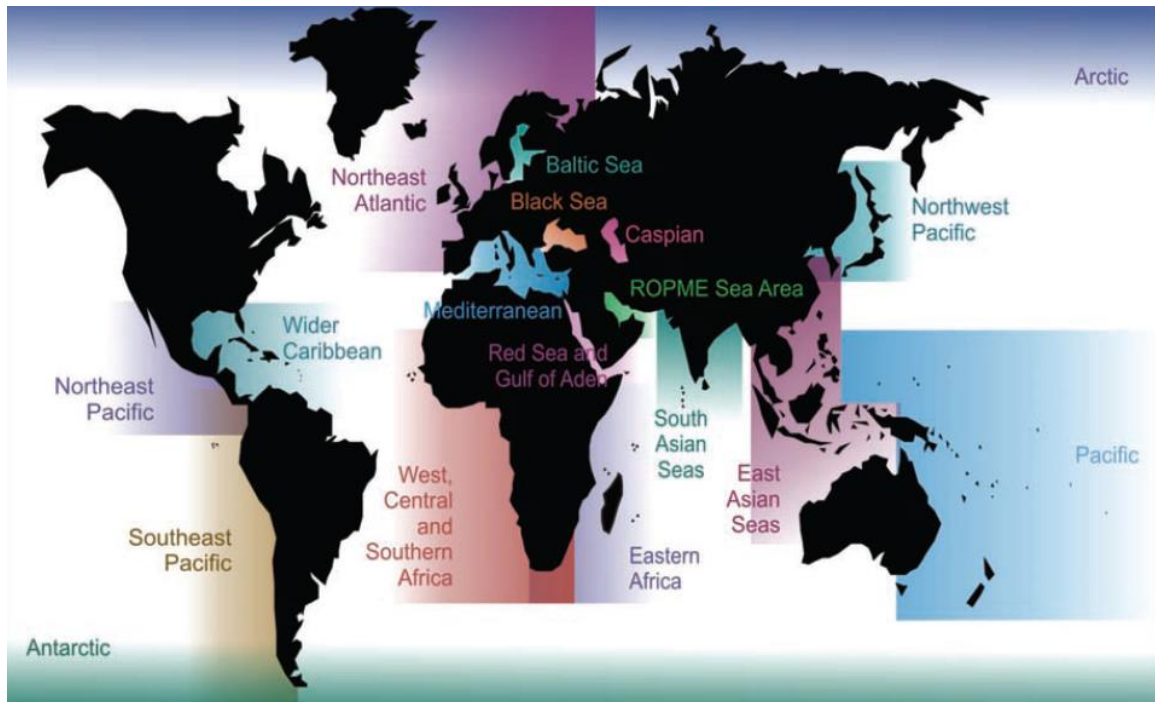 Arctic
Northeast
Atlantic
Baltic Sea
Black Sea
Caspian
Northwest
Pacific
ROPME Sea Area
Mediterranean
Wider
Caribbean
Red Sea and
Gulf of Aden
Northeast
Pacific
South
Asian
Seas
West,
Central
and
Southern
Africa
East
Asian
Seas
Pacific
Southeast
Pacific
Eastern
Africa
Antarctic